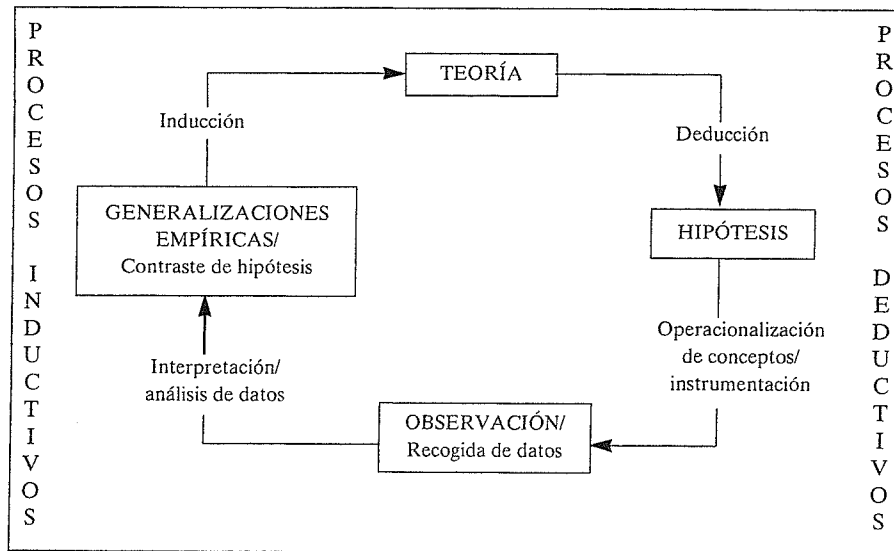 PROCESOS INDUCTIVOS
TEORÍA
Inducción
Deducción
GENERALIZACIONES
EMPÍRICAS/
Contraste de hipótesis
HIPÓTESIS
Interpretación/
análisis de datos
Operacionalización
de conceptos/
instrumentación
OBSERVACIÓN/
Recogida de datos
PROCESOS DEDUCTIVOS